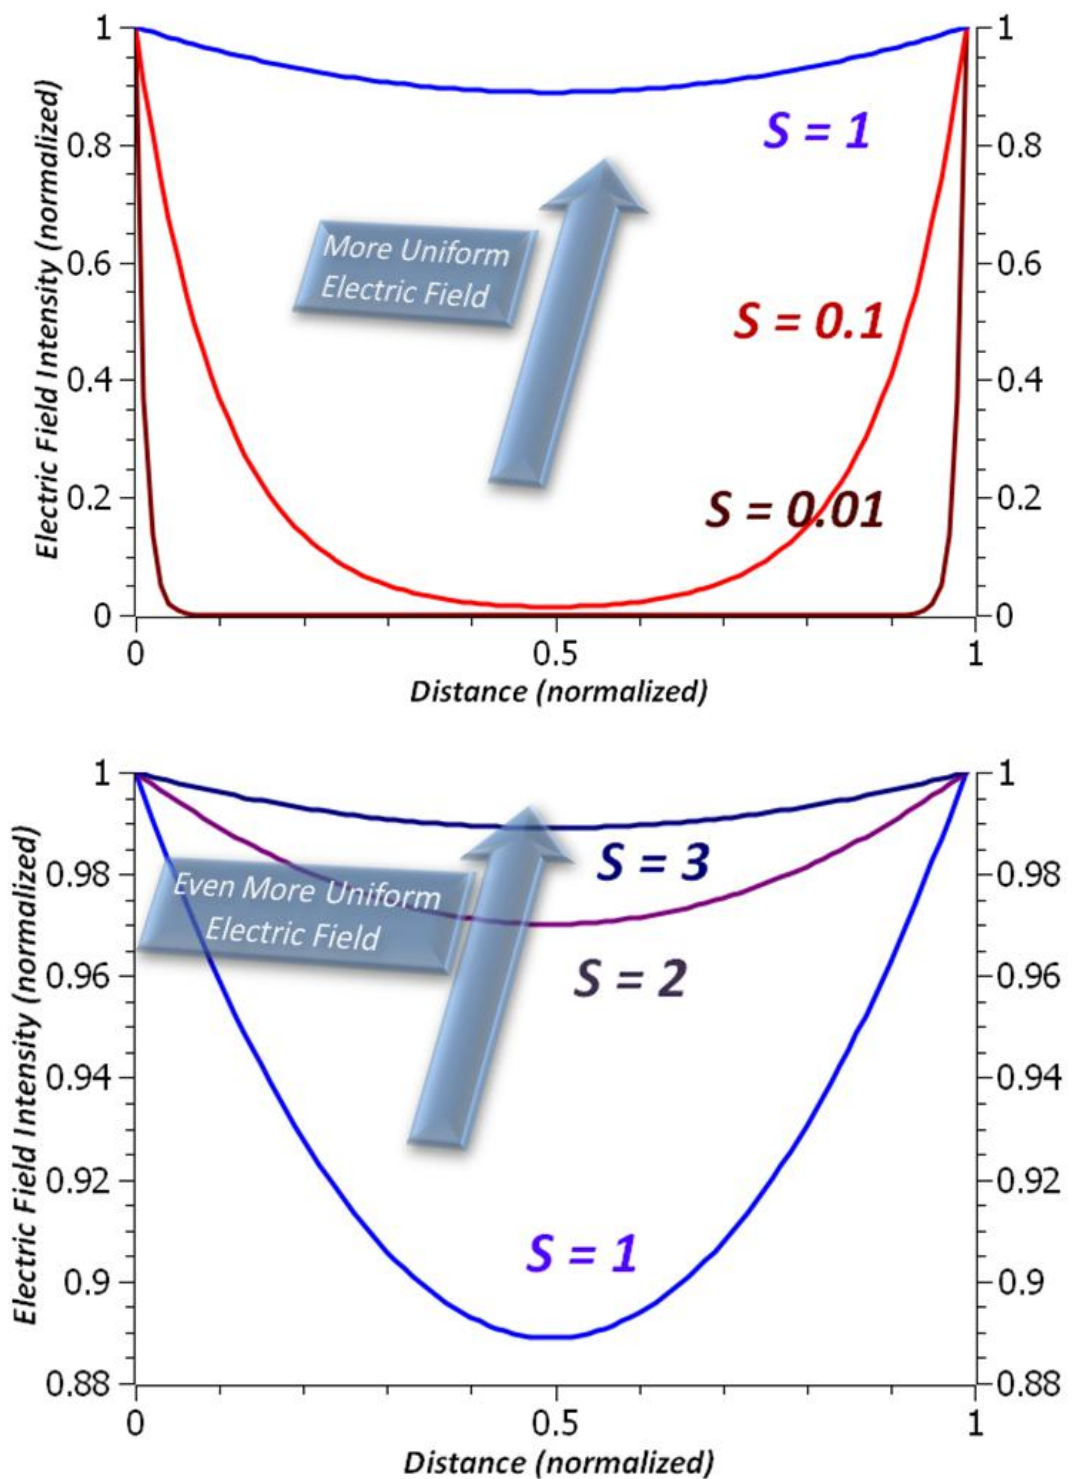 1
1
0.8
0.8
0.6
0.6
0.4
0.4
0.2
0.2
0
0
0
0.5
1
Electric Field Intensity (normalized)
Distance (normalized)
S = 1
More Uniform
Electric Field
S = 0.1
S = 0.01
1
1
0.98
0.98
0.96
0.96
0.94
0.94
0.92
0.92
0.9
0.9
0.88
0.88
0
0.5
1
Electric Field Intensity (normalized)
Distance (normalized)
S = 3
Even More Uniform
Electric Field
S = 2
S = 1